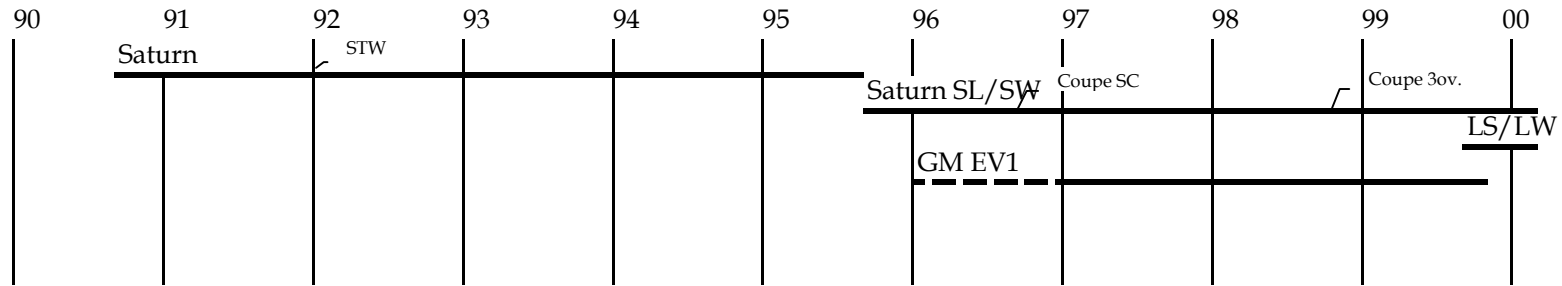 90 91 92 93 94 95 96 97 98 99 00
Saturn
STW
Saturn SL/SW
Coupe SC
Coupe 3ov.
LS/LW
GM EV1